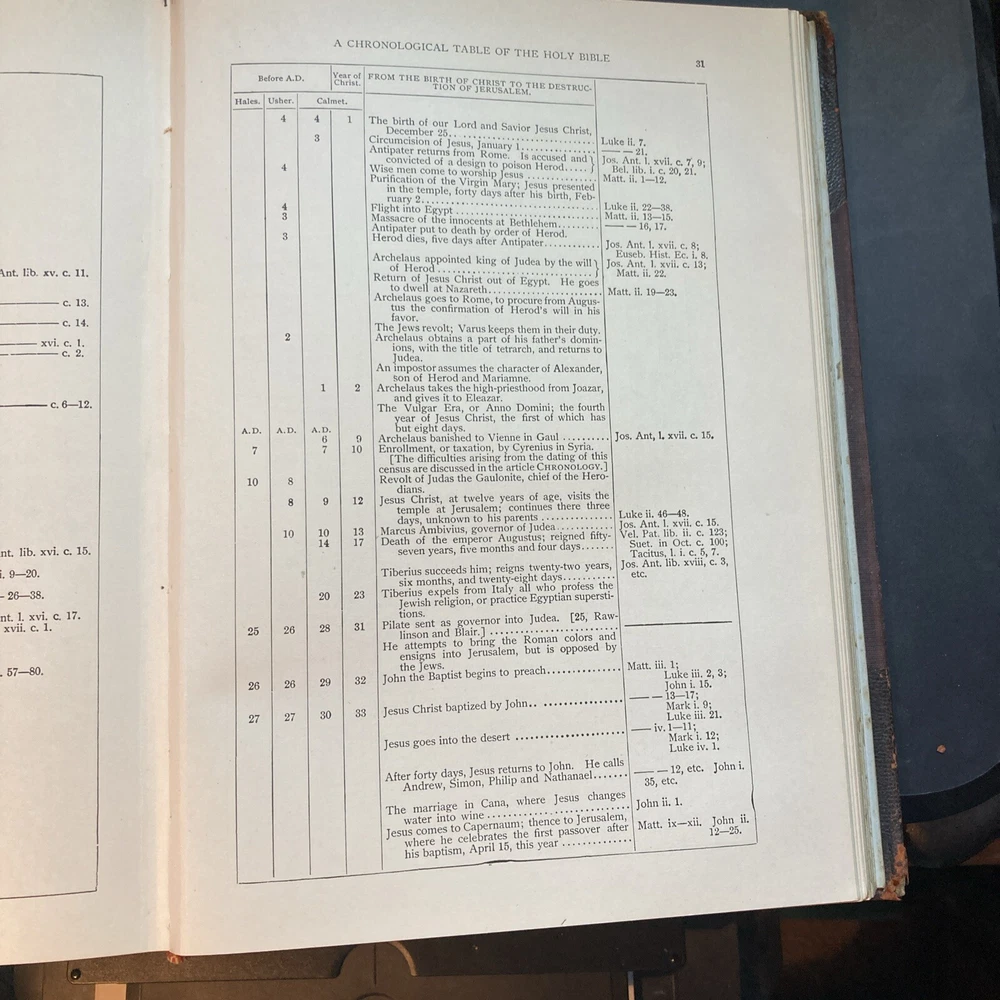 A CHRONOLOGICAL TABLE OF THE HOLY BIBLE 31
Before A.D. Year of Christ. FROM THE BIRTH OF CHRIST TO THE DESTRUC-
TION OF JERUSALEM.
Hales. Usher. Calmet.
4 4 1 The birth of our Lord and Savior Jesus Christ,
December 25. Luke ii. 7.
3 Circumcision of Jesus, January 1. — — 21.
Antipater returns from Rome. Is accused and Jos. Ant. l. xvii. c. 7, 9;
convicted of a design to poison Herod..... Bel. lib. i. c. 20, 21.
4 Wise men come to worship Jesus Matt. ii. 1—12.
Purification of the Virgin Mary; Jesus presented
in the temple, forty days after his birth, Feb-
ruary 2. Luke ii. 22—38.
4 Flight into Egypt Matt. ii. 13—15.
3 Massacre of the innocents at Bethlehem. — — 16, 17.
Antipater put to death by order of Herod.
3 Herod dies, five days after Antipater Jos. Ant. l. xvii. c. 8;
Euseb. Hist. Ec. i. 8.
Archelaus appointed king of Judea by the will Jos. Ant. l. xvii. c. 13;
of Herod Matt. ii. 22.
Return of Jesus Christ out of Egypt. He goes
to dwell at Nazareth Matt. ii. 19—23.
Archelaus goes to Rome, to procure from Augus-
tus the confirmation of Herod's will in his
favor.
The Jews revolt; Varus keeps them in their duty.
2 Archelaus obtains a part of his father's domin-
ions, with the title of tetrarch, and returns to
Judea.
An impostor assumes the character of Alexander,
son of Herod and Mariamne.
1 2 Archelaus takes the high-priesthood from Joazar,
and gives it to Eleazar.
The Vulgar Era, or Anno Domini; the fourth
year of Jesus Christ, the first of which has
but eight days.
A.D. A.D. A.D.
6 9 Archelaus banished to Vienne in Gaul Jos. Ant, l. xvii. c. 15.
7 7 10 Enrollment, or taxation, by Cyrenius in Syria.
[The difficulties arising from the dating of this
census are discussed in the article CHRONOLOGY.]
10 8 Revolt of Judas the Gaulonite, chief of the Hero-
dians.
8 9 12 Jesus Christ, at twelve years of age, visits the
temple at Jerusalem; continues there three
days, unknown to his parents Luke ii. 46—48.
10 10 13 Marcus Ambivius, governor of Judea Jos. Ant. l. xvii. c. 15.
14 17 Death of the emperor Augustus; reigned fifty- Vel. Pat. lib. ii. c. 123;
seven years, five months and four days Suet. in Oct. c. 100;
Tacitus, l. i. c. 5, 7.
Tiberius succeeds him; reigns twenty-two years, Jos. Ant. lib. xviii, c. 3,
six months, and twenty-eight days etc.
20 23 Tiberius expels from Italy all who profess the
Jewish religion, or practice Egyptian supersti-
tions.
25 26 28 31 Pilate sent as governor into Judea. [25, Raw-
linson and Blair.]
He attempts to bring the Roman colors and
ensigns into Jerusalem, but is opposed by
the Jews.
26 26 29 32 John the Baptist begins to preach Matt. iii. 1;
Luke iii. 2, 3;
John i. 15.
27 27 30 33 Jesus Christ baptized by John — — 13—17;
Mark i. 9;
Luke iii. 21.
Jesus goes into the desert — iv. 1—11;
Mark i. 12;
Luke iv. 1.
After forty days, Jesus returns to John. He calls — — 12, etc. John i.
Andrew, Simon, Philip and Nathanael 35, etc.
The marriage in Cana, where Jesus changes
water into wine John ii. 1.
Jesus comes to Capernaum; thence to Jerusalem, Matt. ix—xii. John ii.
where he celebrates the first passover after 12—25.
his baptism, April 15, this year
Ant. lib. xv. c. 11.
c. 13.
c. 14.
xvi. c. 1.
c. 2.
c. 6—12.
nt. lib. xvi. c. 15.
i. 9—20.
- 26—38.
nt. l. xvi. c. 17.
xvii. c. 1.
. 57—80.